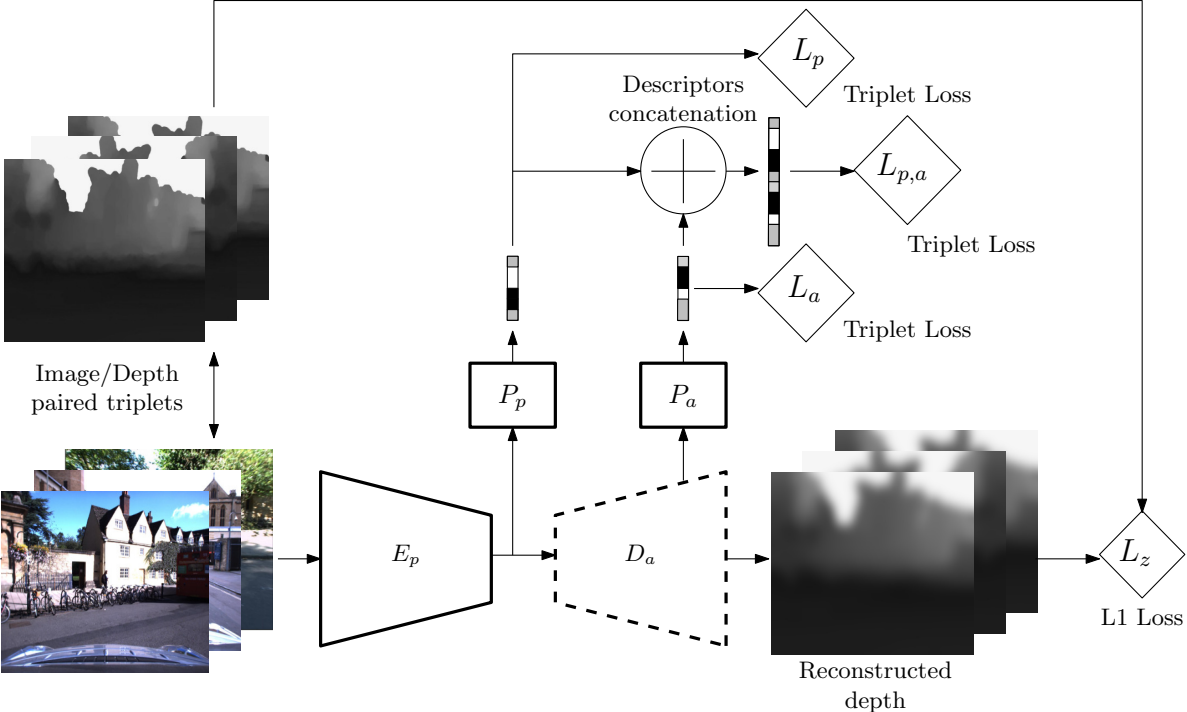 L_p
Triplet Loss
Descriptors
concatenation
L_{p,a}
Triplet Loss
L_a
Triplet Loss
Image/Depth
paired triplets
P_p
P_a
E_p
D_a
L_z
L1 Loss
Reconstructed
depth